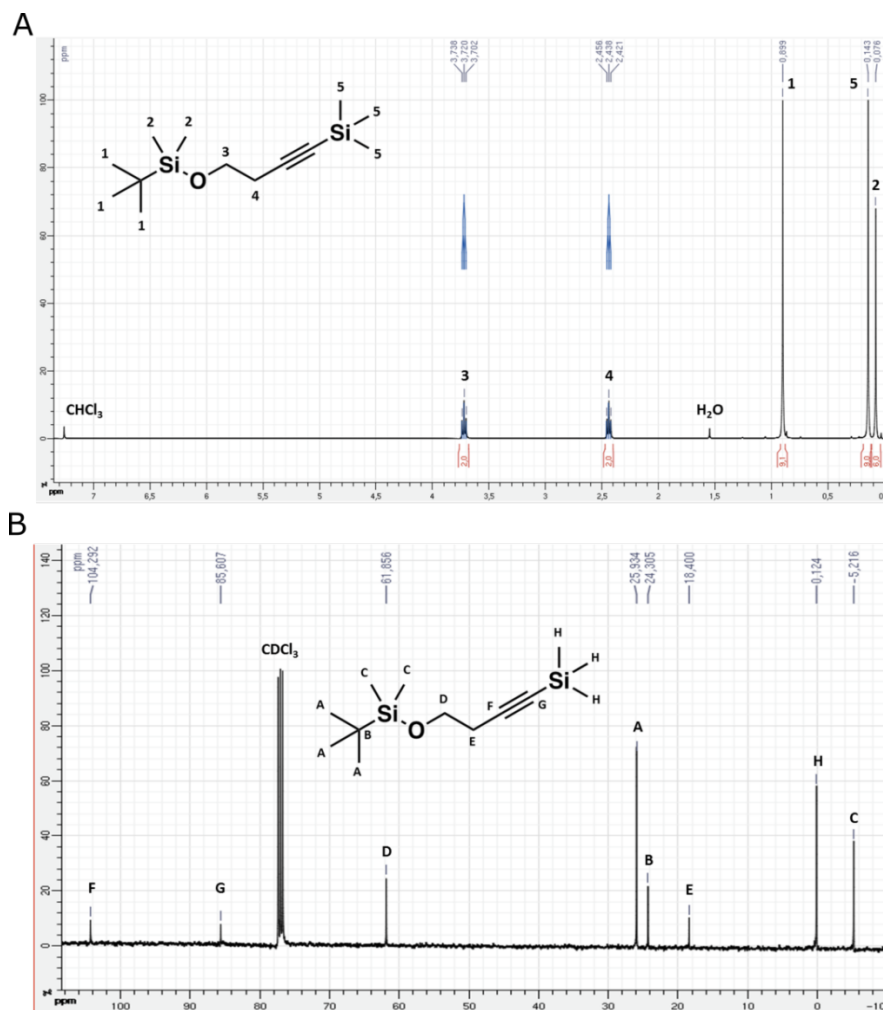 A
ppm
3,738
3,720
3,702
2,456
2,438
2,421
0,899
0,143
0,076
1
5
2
5
5
5
Si
2
2
Si
O
3
4
1
1
1
100
80
60
40
20
0
3
4
CHCl3
H2O
2,0
2,0
9,1
9,0
6,0
ppm
7
6,5
6
5,5
5
4,5
4
3,5
3
2,5
2
1,5
1
0,5
0
B
ppm
104,292
85,607
61,856
25,934
24,305
18,400
0,124
-5,216
140
120
100
80
60
40
20
0
CDCl3
H
H
H
Si
C
C
Si
O
D
E
F
G
A
A
A
B
F
G
D
A
B
E
H
C
ppm
100
90
80
70
60
50
40
30
20
10
0
-10